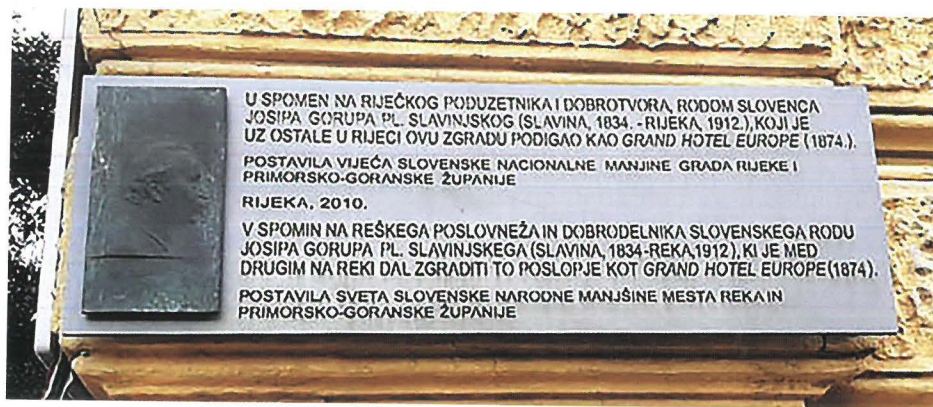 U SPOMEN NA RIJEČKOG PODUZETNIKA I DOBROTVORA, RODOM SLOVENCA
JOSIPA GORUPA PL. SLAVINJSKOG (SLAVINA, 1834. - RIJEKA, 1912.), KOJI JE
UZ OSTALE U RIJECI OVU ZGRADU PODIGAO KAO GRAND HOTEL EUROPE (1874.).
POSTAVILA VIJEĆA SLOVENSKE NACIONALNE MANJINE GRADA RIJEKE I
PRIMORSKO-GORANSKE ŽUPANIJE
RIJEKA, 2010.
V SPOMIN NA REŠKEGA POSLOVNEŽA IN DOBRODELNIKA SLOVENSKEGA RODU
JOSIPA GORUPA PL. SLAVINJSKEGA (SLAVINA, 1834-REKA, 1912), KI JE MED
DRUGIM NA REKI DAL ZGRADITI TO POSLOPJE KOT GRAND HOTEL EUROPE (1874).
POSTAVILA SVETA SLOVENSKE NARODNE MANJŠINE MESTA REKA IN
PRIMORSKO-GORANSKE ŽUPANIJE